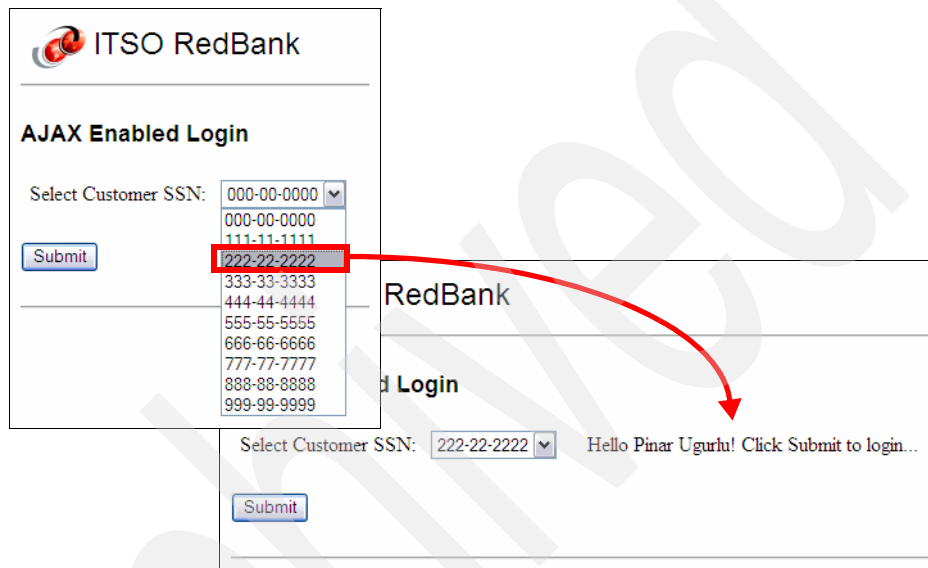 ITSO RedBank
AJAX Enabled Login
Select Customer SSN: 000-00-0000
000-00-0000
111-11-1111
222-22-2222
333-33-3333
444-44-4444
555-55-5555
666-66-6666
777-77-7777
888-88-8888
999-99-9999
Submit
RedBank
d Login
Select Customer SSN: 222-22-2222 Hello Pinar Ugurlu! Click Submit to login...
Submit
hived